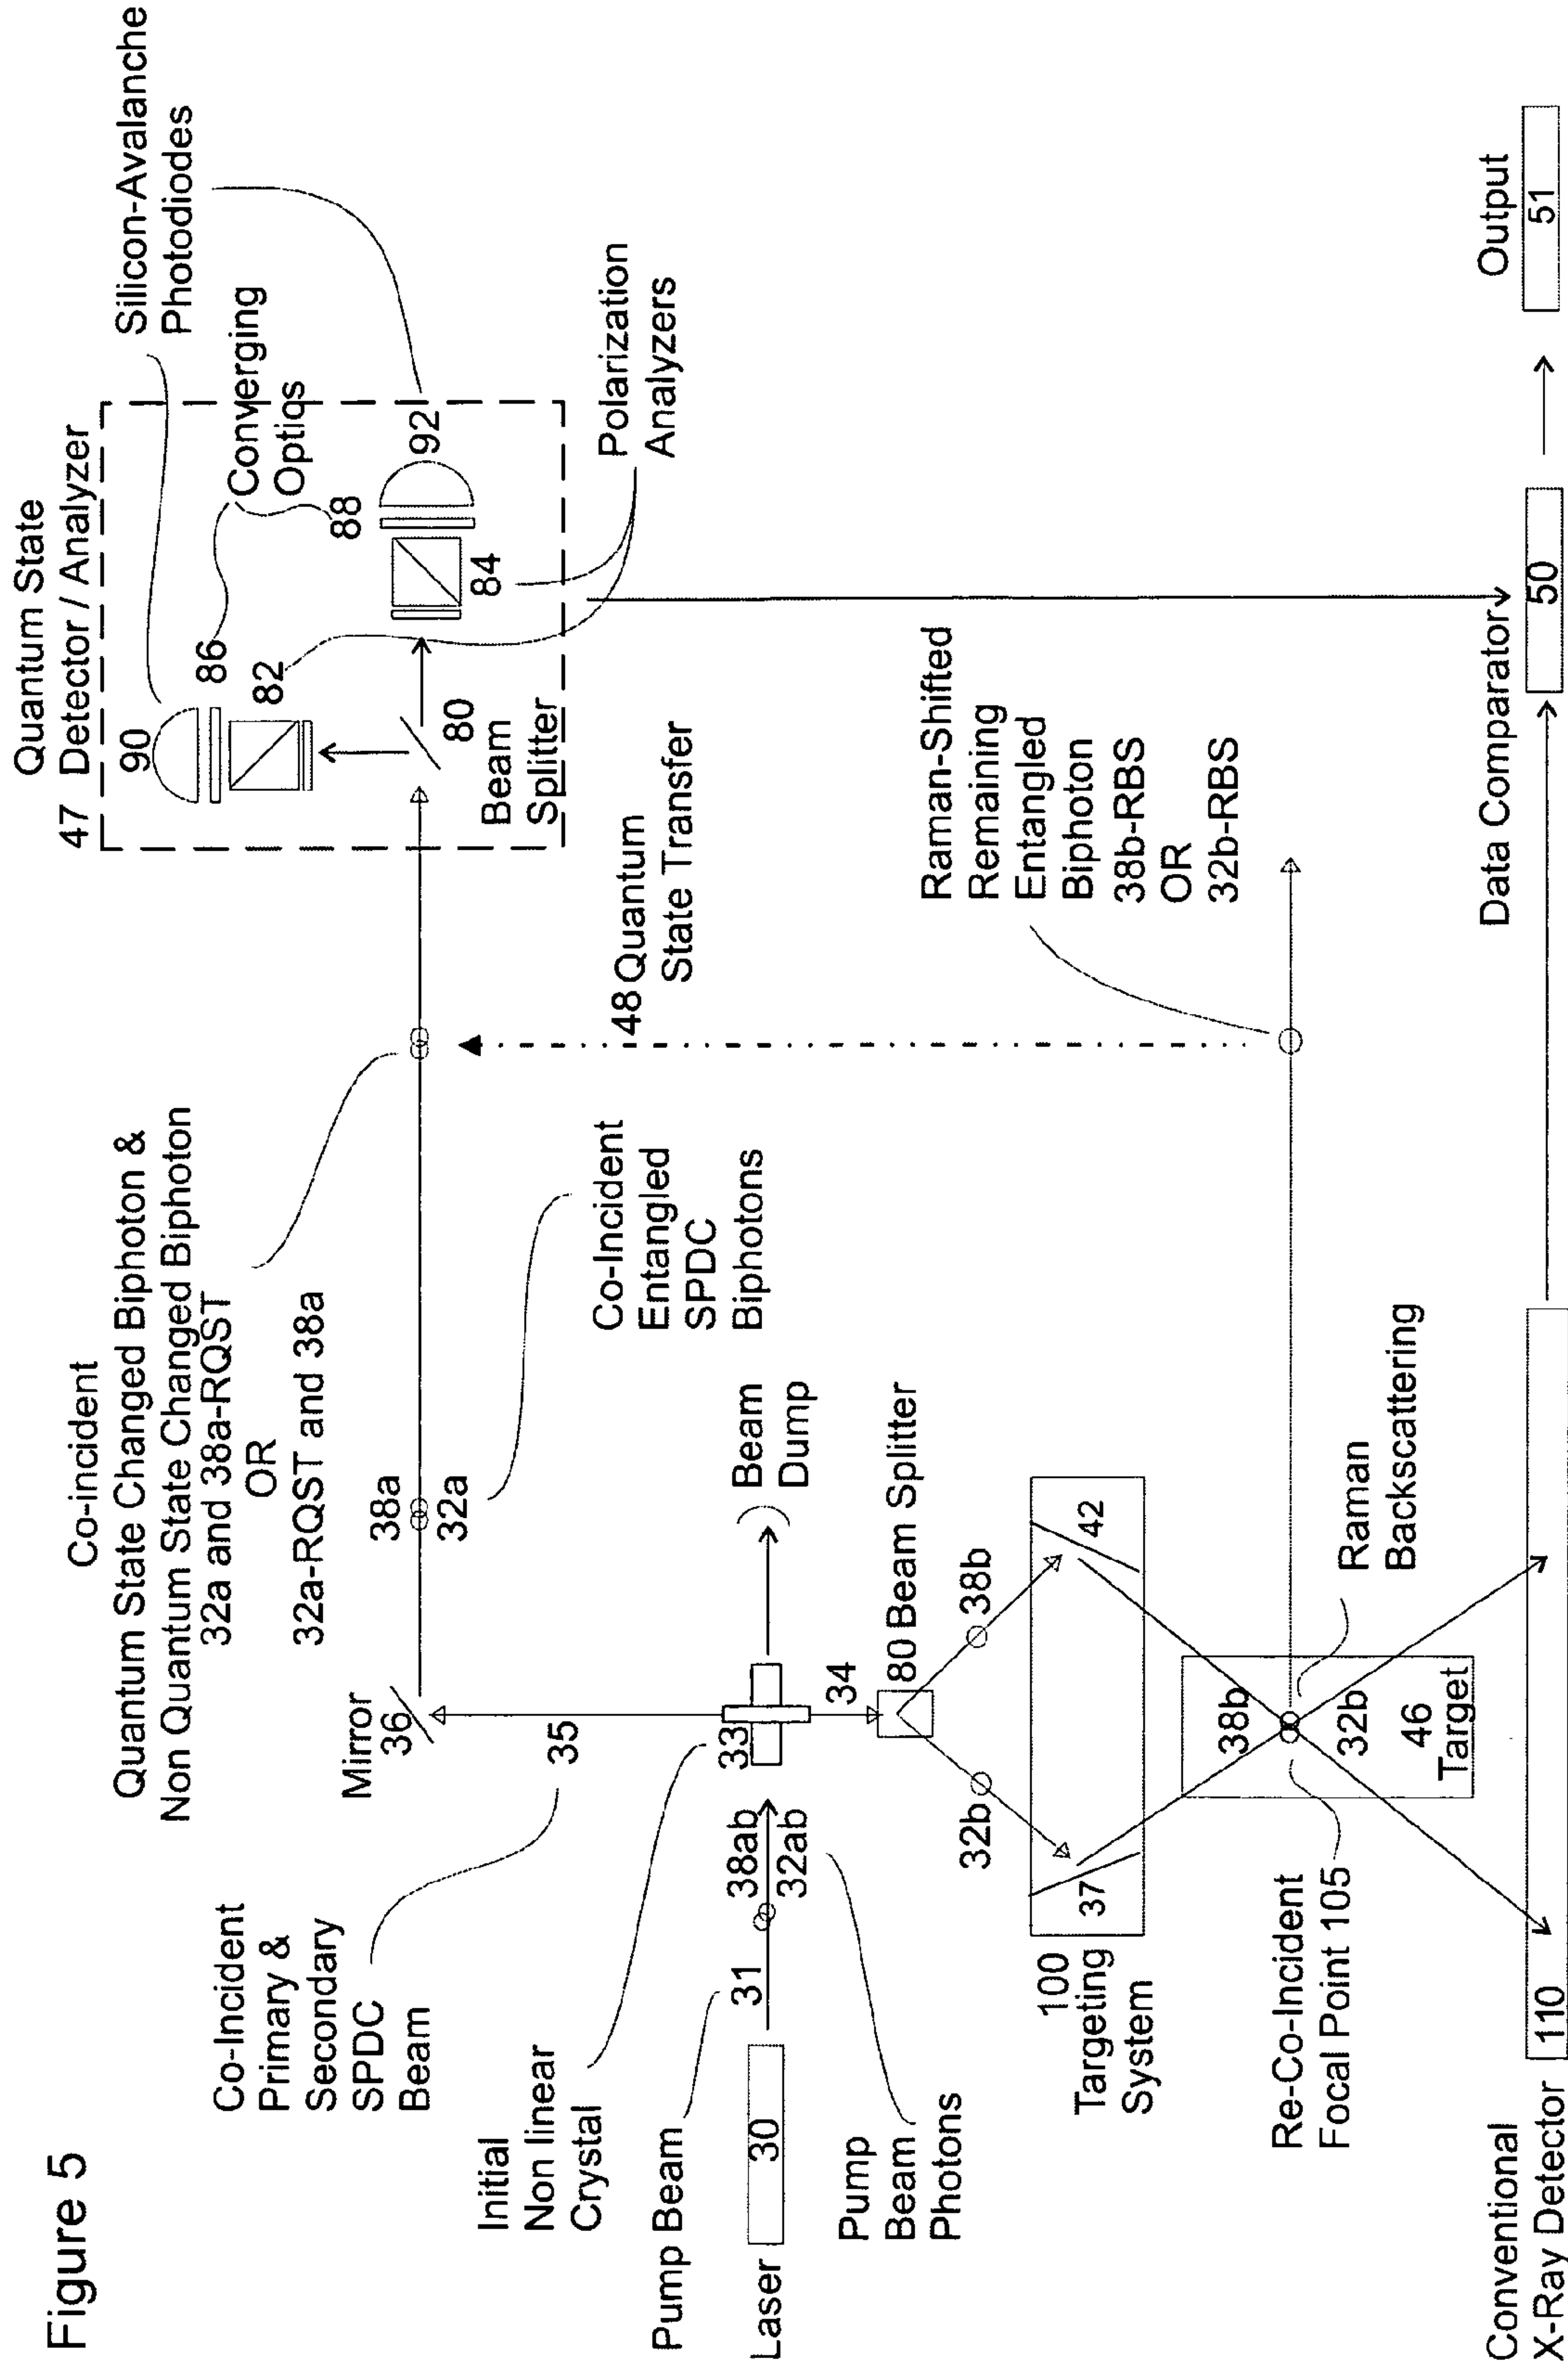 Figure 5
Quantum State
47 Detector / Analyzer
Silicon-Avalanche
Photodiodes
Converging
Optics
90
86
82
88
92
84
80
Beam
Splitter
Polarization
Analyzers
Co-incident
Quantum State Changed Biphoton &
Non Quantum State Changed Biphoton
32a and 38a-RQST
OR
32a-RQST and 38a
Mirror
36
38a
32a
Co-Incident
Entangled
SPDC
Biphotons
48 Quantum
State Transfer
Co-Incident
Primary &
Secondary
SPDC
Beam
35
Initial
Non linear
Crystal
33
Pump Beam
31
Laser
30
38ab
32ab
Pump
Beam
Photons
Beam
Dump
34
80 Beam Splitter
32b
38b
37
42
100
Targeting
System
Raman-Shifted
Remaining
Entangled
Biphoton
38b-RBS
OR
32b-RBS
Re-Co-Incident
Focal Point 105
38b
32b
46
Target
Raman
Backscattering
Conventional
X-Ray Detector
110
Data Comparator
50
Output
51